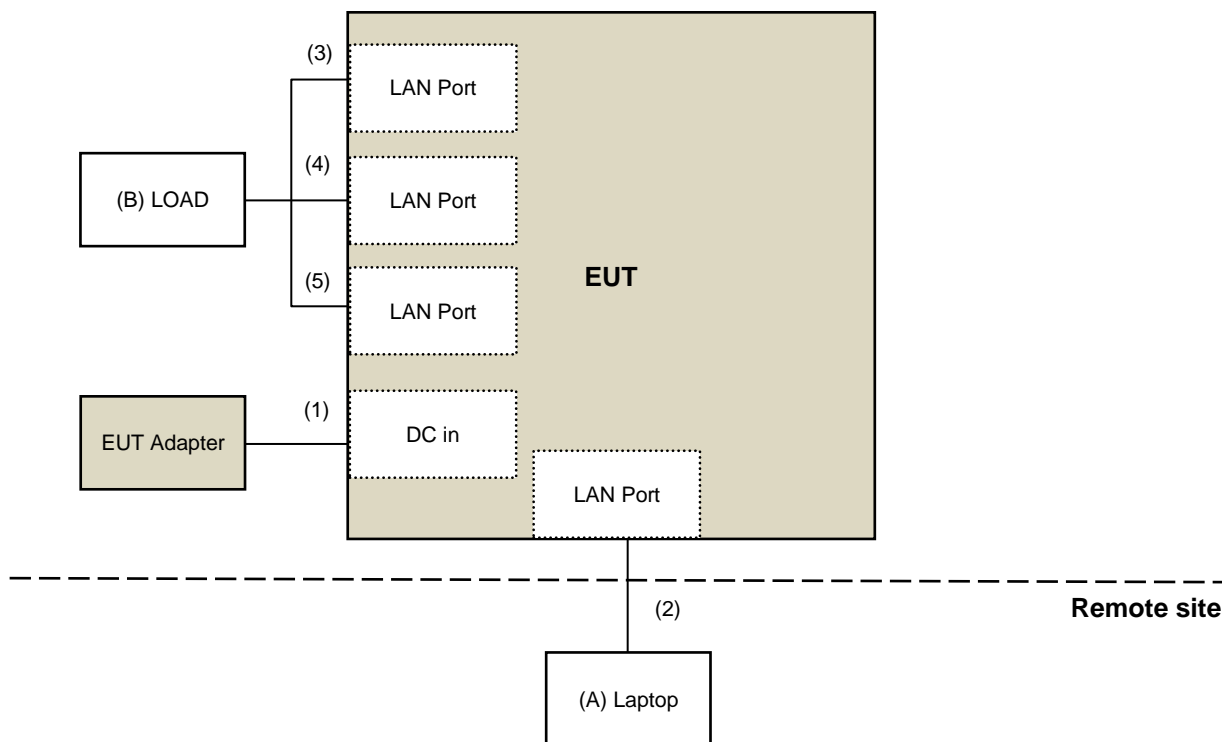 (3)
LAN Port
(4)
(B) LOAD
LAN Port
EUT
(5)
LAN Port
(1)
EUT Adapter
DC in
LAN Port
(2)
Remote site
(A) Laptop